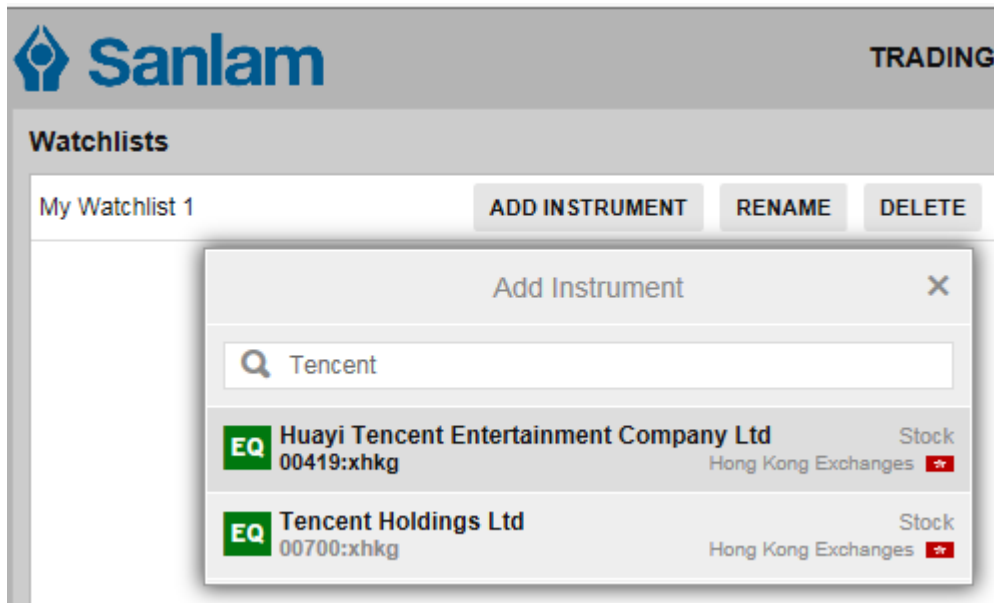 Sanlam
TRADING
Watchlists
My Watchlist 1 ADD INSTRUMENT RENAME DELETE
Add Instrument ×
Tencent
EQ Huayi Tencent Entertainment Company Ltd Stock
00419:xhkg Hong Kong Exchanges
EQ Tencent Holdings Ltd Stock
00700:xhkg Hong Kong Exchanges